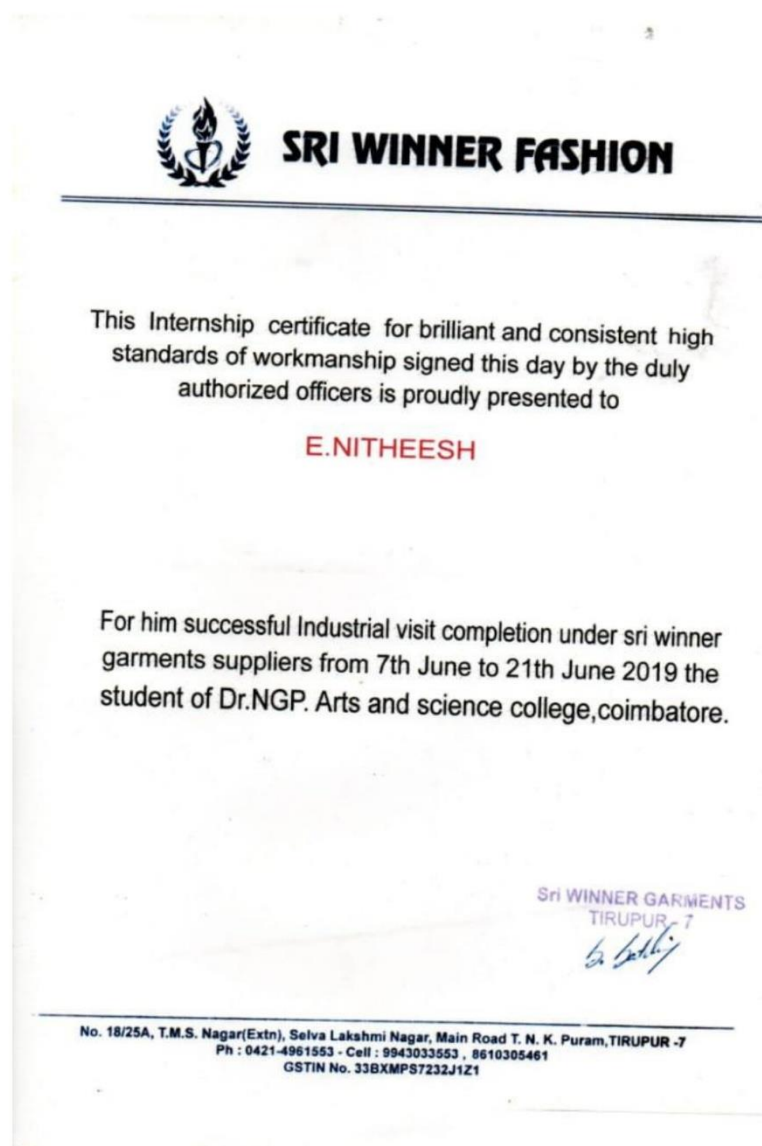 SRI WINNER FASHION
This Internship certificate for brilliant and consistent high
standards of workmanship signed this day by the duly
authorized officers is proudly presented to
E.NITHEESH
For him successful Industrial visit completion under sri winner
garments suppliers from 7th June to 21th June 2019 the
student of Dr.NGP. Arts and science college,coimbatore.
Sri WINNER GARMENTS
TIRUPUR - 7
No. 18/25A, T.M.S. Nagar(Extn), Selva Lakshmi Nagar, Main Road T. N. K. Puram,TIRUPUR -7
Ph : 0421-4961553 - Cell : 9943033553 , 8610305461
GSTIN No. 33BXMPS7232J1Z1